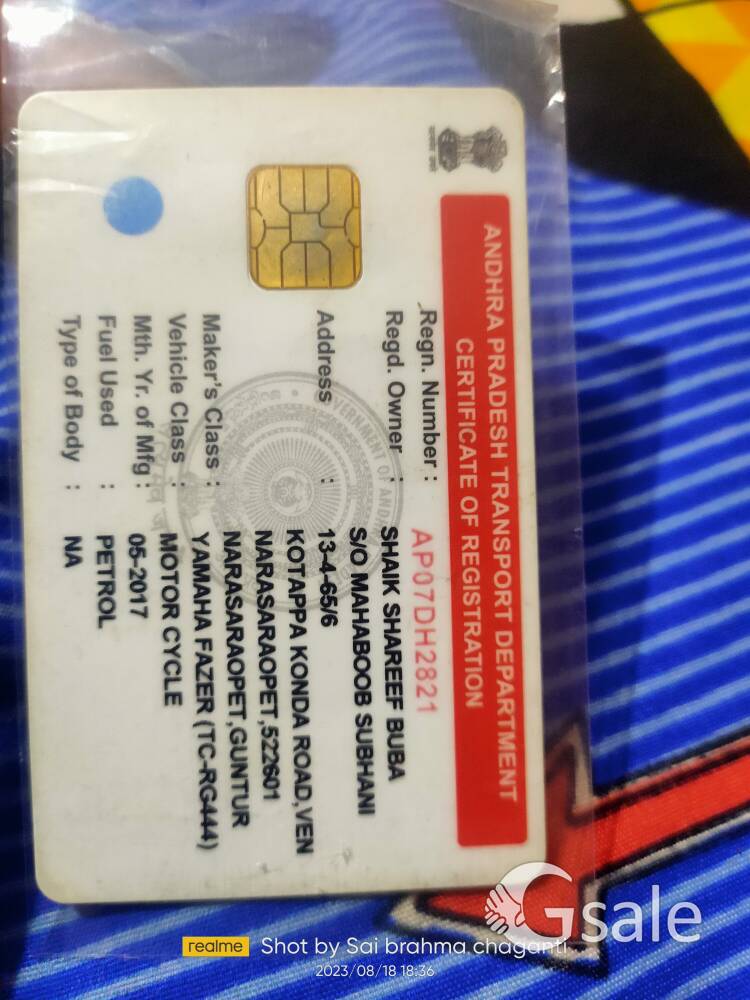 ANDHRA PRADESH TRANSPORT DEPARTMENT
CERTIFICATE OF REGISTRATION
Regn. Number : AP07DH2821
Regd. Owner : SHAIK SHAREEF BUBA
S/O MAHABOOB SUBHANI
Address : 13-4-65/6
KOTAPPA KONDA ROAD,VEN
NARASARAOPET,522601
NARASARAOPET,GUNTUR
Maker's Class : YAMAHA FAZER (TC-RG444)
Vehicle Class : MOTOR CYCLE
Mth. Yr. of Mfg : 05-2017
Fuel Used : PETROL
Type of Body : NA
Gsale
realme Shot by Sai brahma chaganti
2023/08/18 18:36